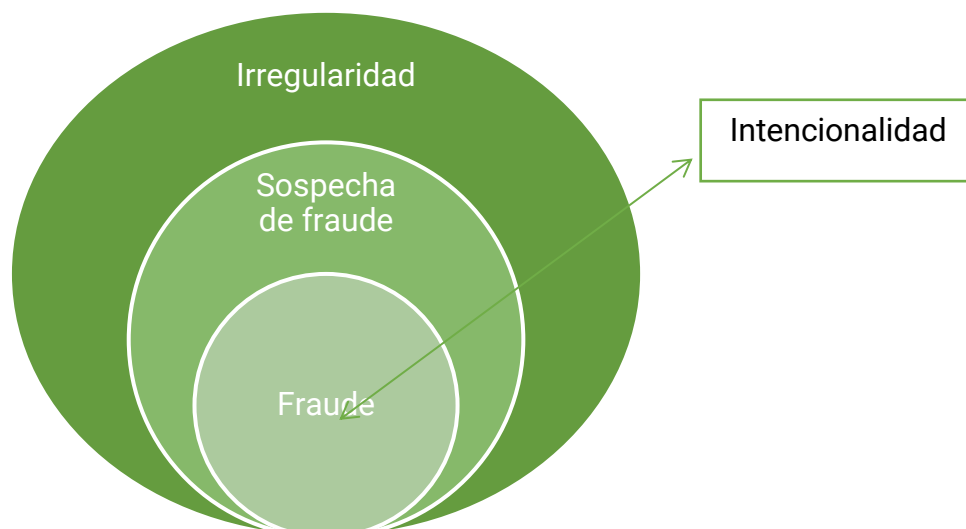 Irregularidad
Intencionalidad
Sospecha
de fraude
Fraude